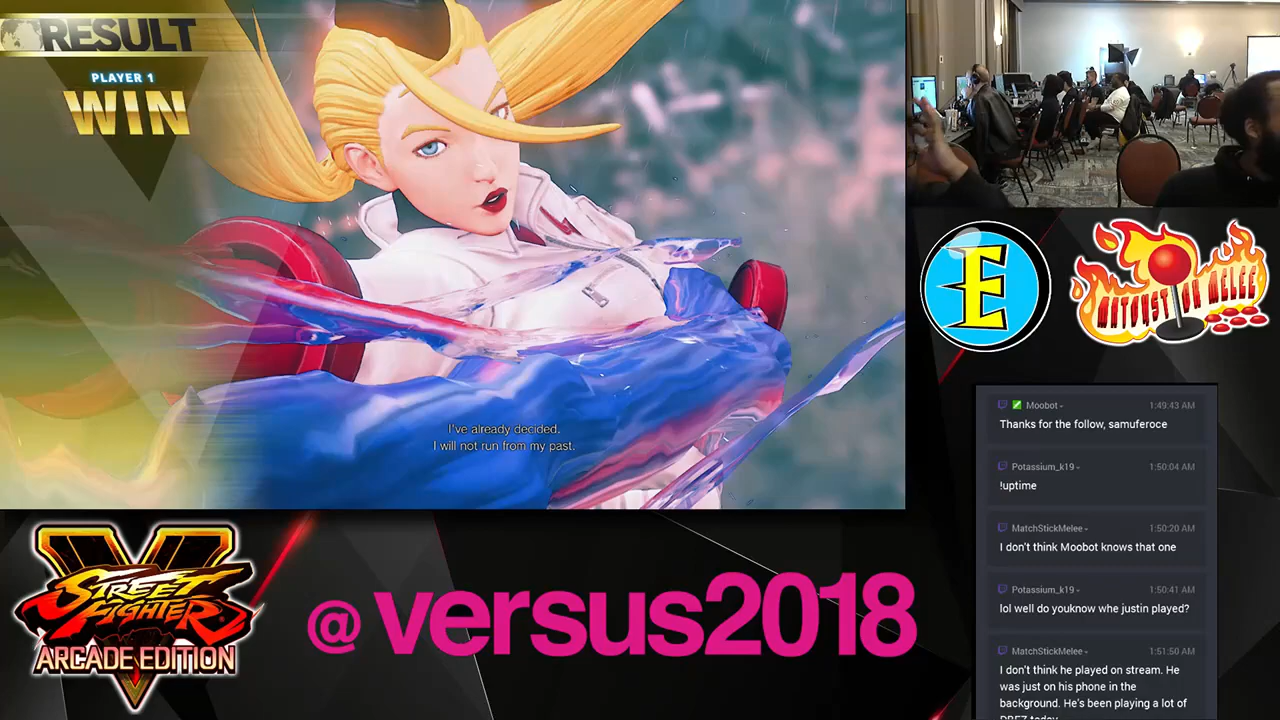 RESULT
PLAYER 1
WIN
I've already decided.
I will not run from my past.
E
MATCHSTICK MELEE
Moobot
1:49:43 AM
Thanks for the follow, samuferoce
Potassium_k19
1:50:04 AM
!uptime
MatchStickMelee
1:50:20 AM
I don't think Moobot knows that one
Potassium_k19
1:50:41 AM
lol well do youknow whe justin played?
MatchStickMelee
1:51:50 AM
I don't think he played on stream. He
was just on his phone in the
background. He's been playing a lot of
DBFZ today
V
STREET
FIGHTER
ARCADE EDITION
@versus2018